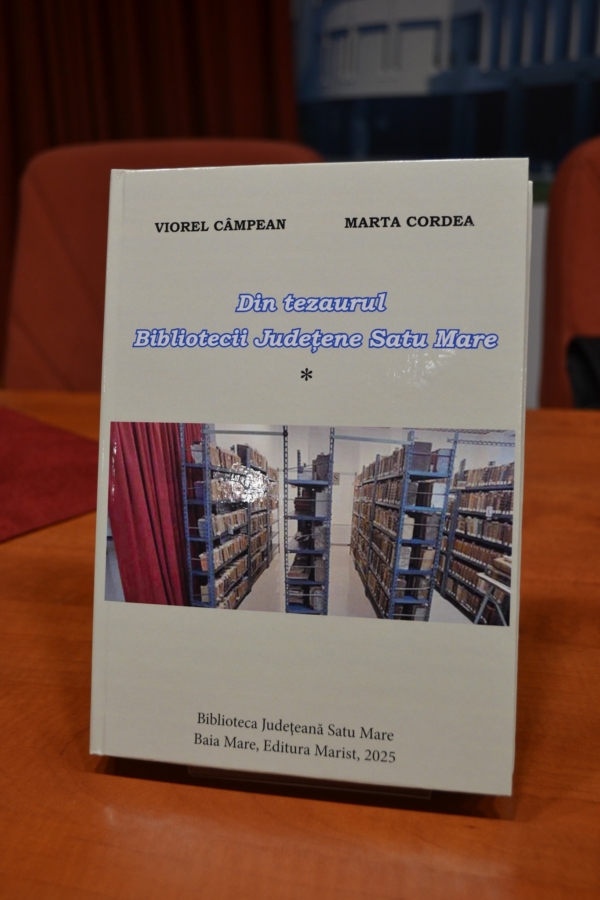 VIOREL CÂMPEAN MARTA CORDEA
Din tezaurul
Bibliotecii Județene Satu Mare
*
Biblioteca Județeană Satu Mare
Baia Mare, Editura Marist, 2025